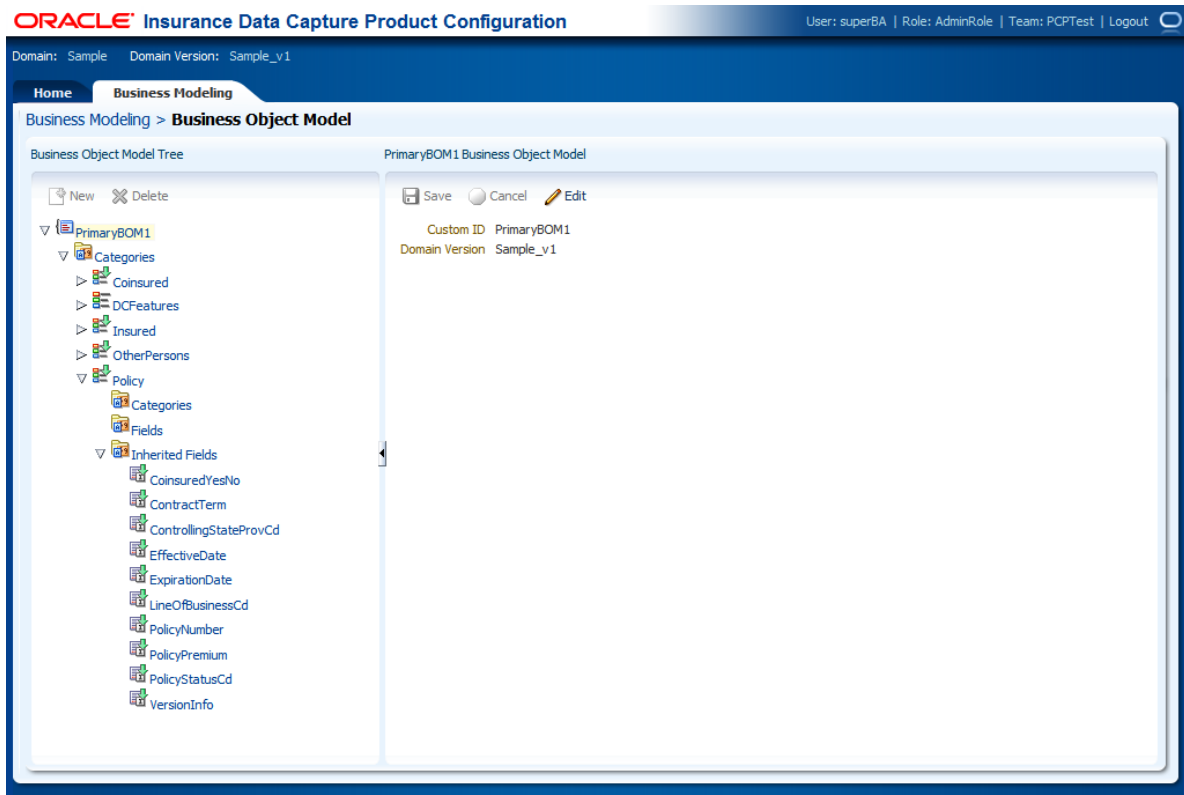 ORACLE Insurance Data Capture Product Configuration
User: superBA | Role: AdminRole | Team: PCPTest | Logout
Domain: Sample Domain Version: Sample_v1
Home Business Modeling
Business Modeling > Business Object Model
Business Object Model Tree
New Delete
PrimaryBOM1
Categories
Coinsured
DCFeatures
Insured
OtherPersons
Policy
Categories
Fields
Inherited Fields
CoinsuredYesNo
ContractTerm
ControllingStateProvCd
EffectiveDate
ExpirationDate
LineOfBusinessCd
PolicyNumber
PolicyPremium
PolicyStatusCd
VersionInfo
PrimaryBOM1 Business Object Model
Save Cancel Edit
Custom ID PrimaryBOM1
Domain Version Sample_v1